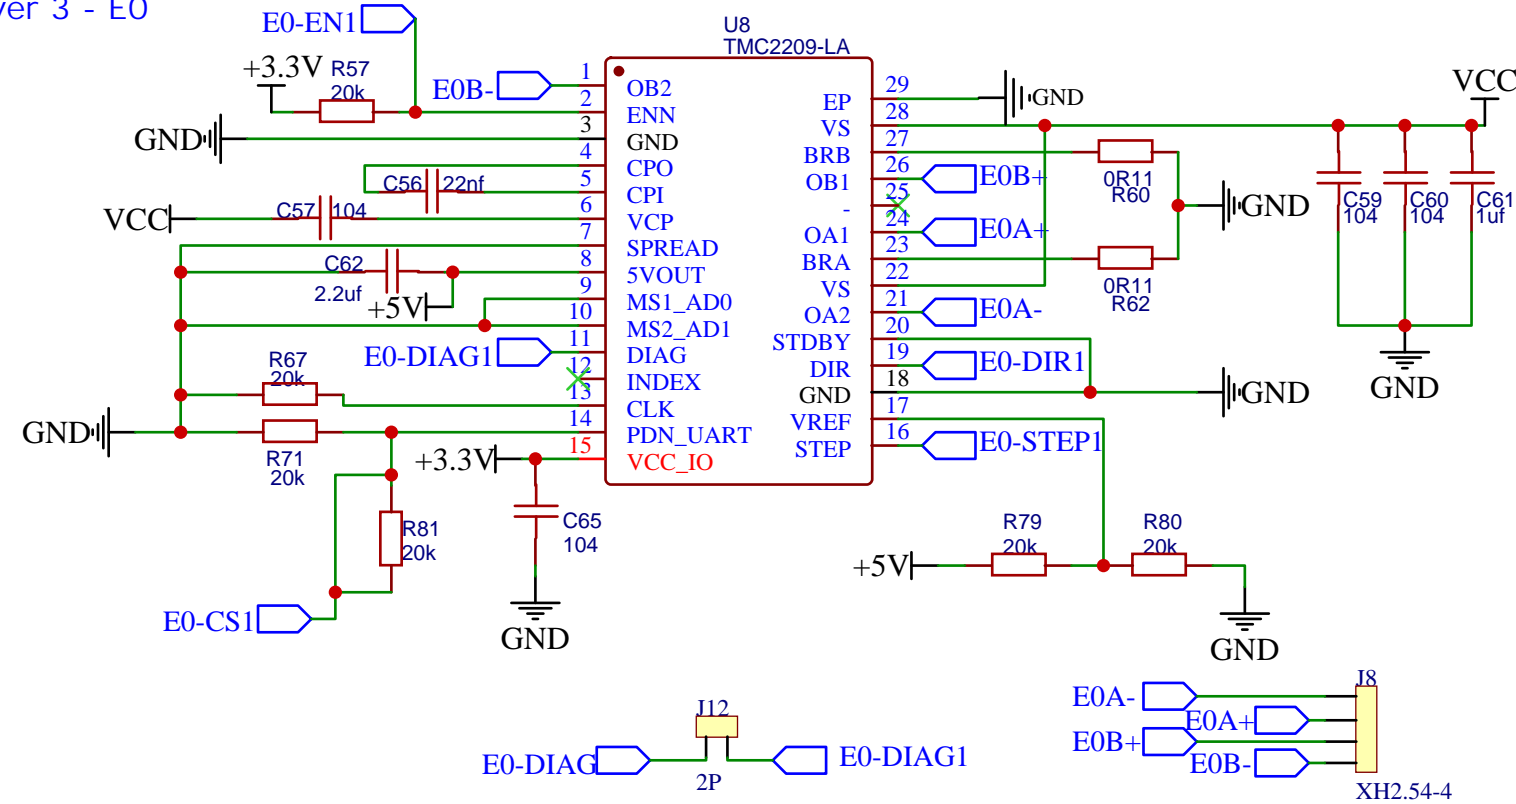 ver 3 - E0
E0-EN1
U8
TMC2209-LA
+3.3V
R57
20k
E0B-
1
OB2
2
ENN
GND
3
GND
4
CPO
C56
22nf
5
CPI
VCC
C57
104
6
VCP
7
SPREAD
C62
2.2uf
8
5VOUT
+5V
9
MS1_AD0
10
MS2_AD1
E0-DIAG1
11
DIAG
12
INDEX
R67
20k
13
CLK
GND
R71
20k
14
PDN_UART
+3.3V
15
VCC_IO
R81
20k
C65
104
E0-CS1
GND
29
EP
GND
28
VS
VCC
27
BRB
0R11
R60
26
OB1
E0B+
25
-
GND
24
OA1
E0A+
23
BRA
0R11
R62
22
VS
21
OA2
E0A-
20
STDBY
19
DIR
E0-DIR1
18
GND
GND
17
VREF
16
STEP
E0-STEP1
C59
104
C60
104
C61
1uf
GND
+5V
R79
20k
R80
20k
GND
J12
E0-DIAG
E0-DIAG1
2P
J8
E0A-
E0A+
E0B+
E0B-
XH2.54-4